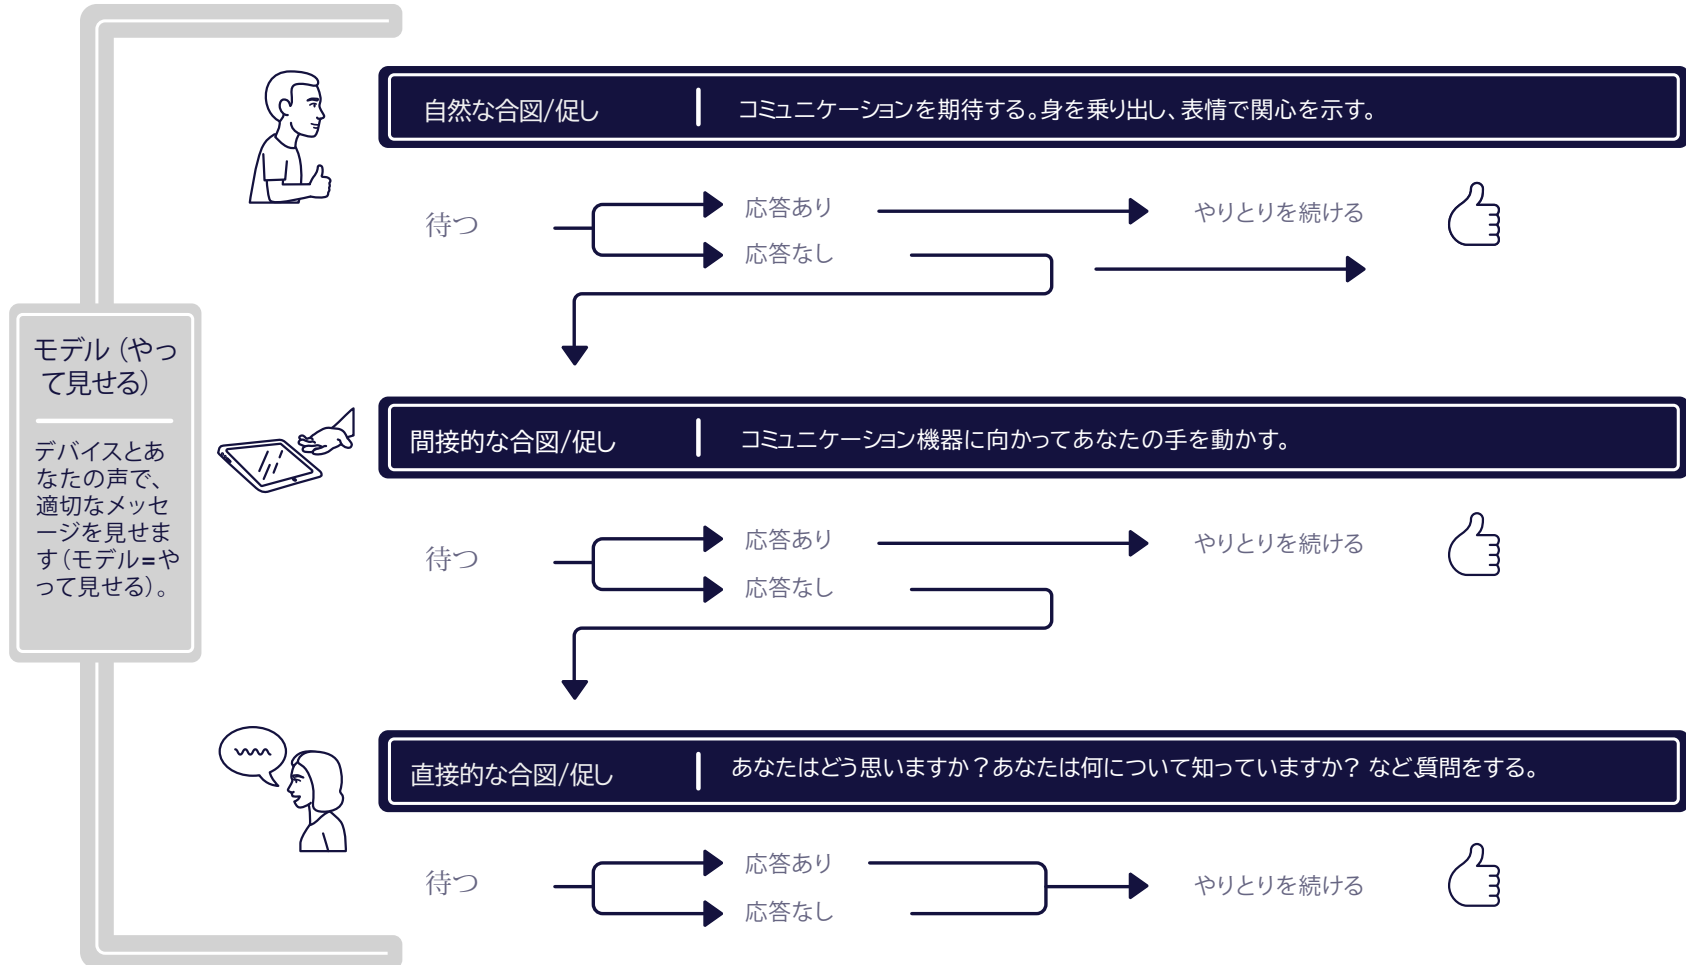 自然な合図/促し
コミュニケーションを期待する。身を乗り出し、表情で関心を示す。
待つ
応答あり
やりとりを続ける
応答なし
モデル(やっ
て見せる)
デバイスとあ
なたの声で、
適切なメッセ
ージを見せま
す(モデル=や
って見せる)。
間接的な合図/促し
コミュニケーション機器に向かってあなたの手を動かす。
待つ
応答あり
やりとりを続ける
応答なし
直接的な合図/促し
あなたはどう思いますか?あなたは何について知っていますか? など、質問をする。
待つ
応答あり
やりとりを続ける
応答なし